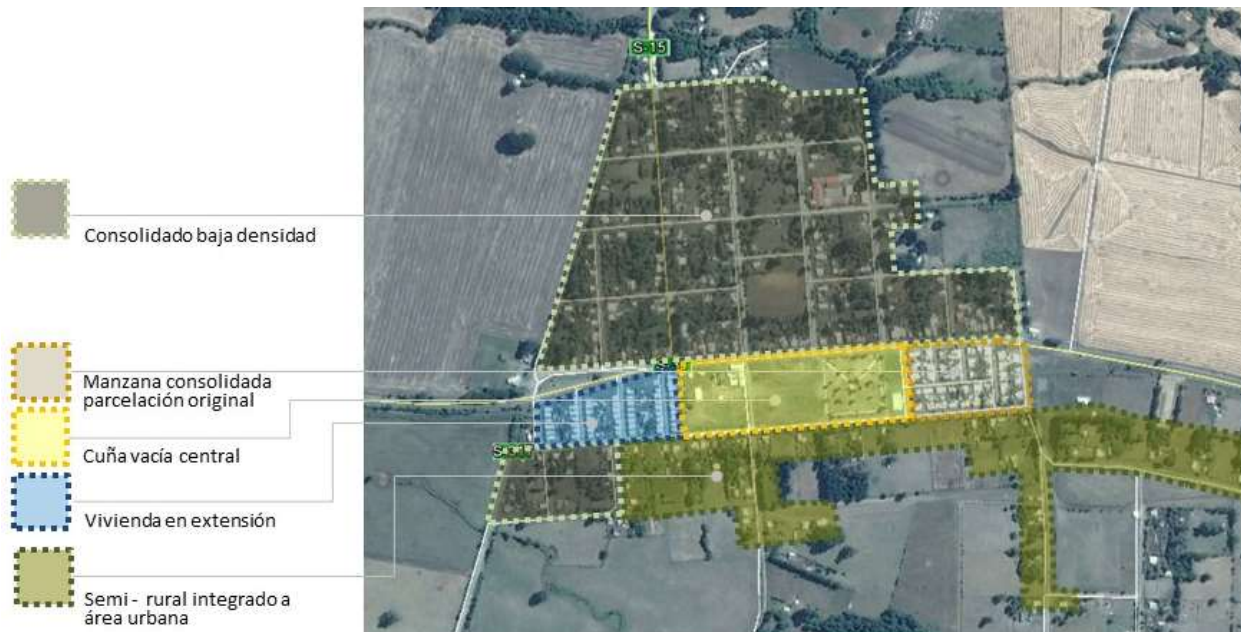 S-15
Consolidado baja densidad
Manzana consolidada
parcelación original
Cuña vacía central
Vivienda en extensión
Semi - rural integrado a
área urbana